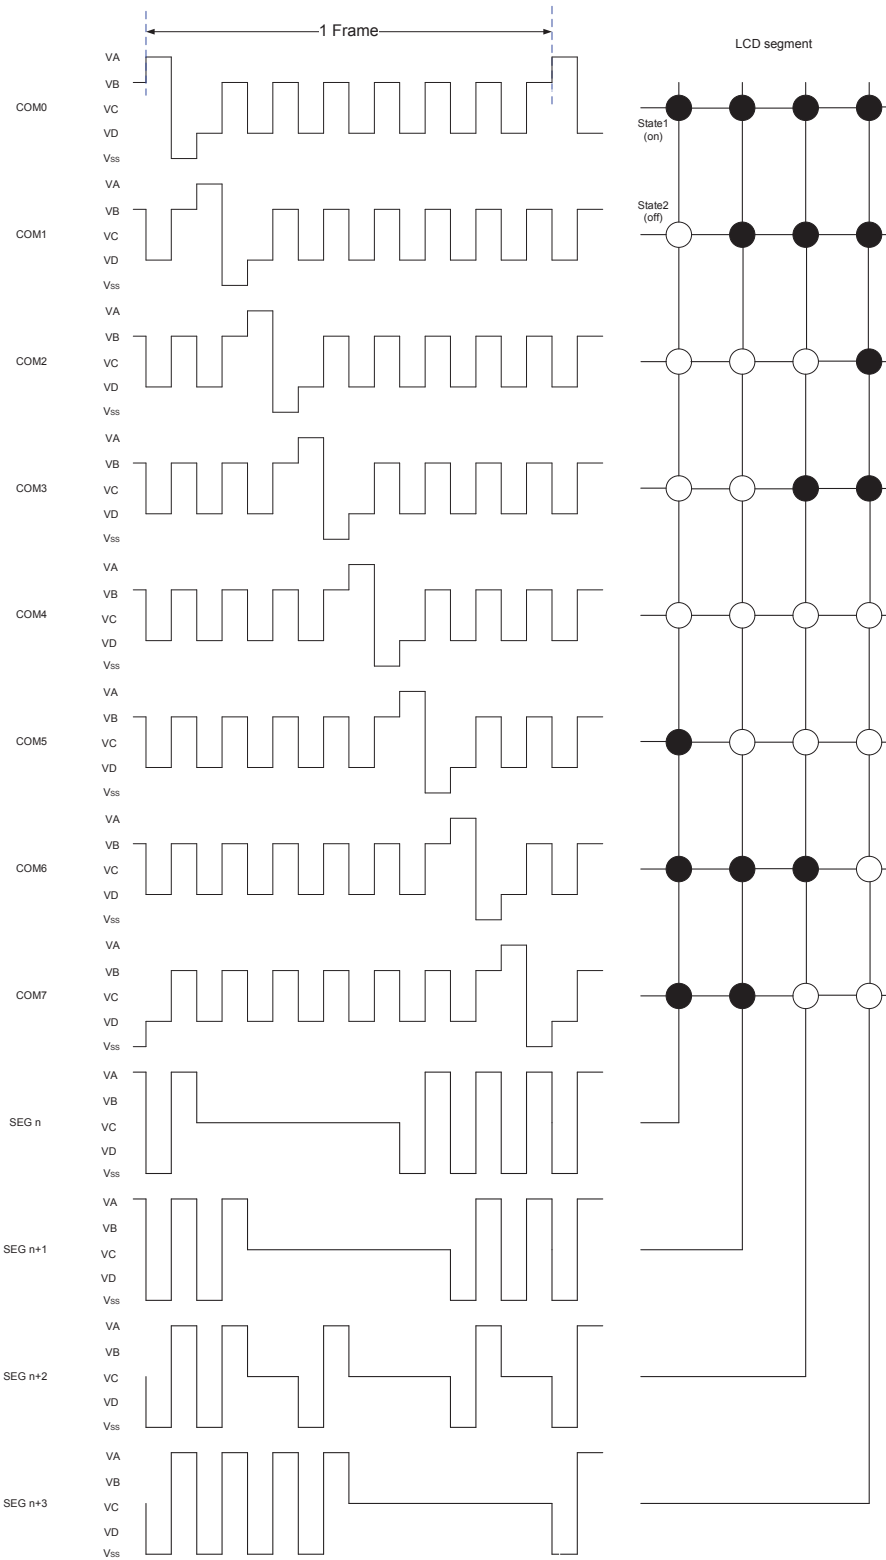 1 Frame
LCD segment
VA
VB
COM0
VC
VD
Vss
State1
(on)
VA
VB
COM1
VC
VD
Vss
State2
(off)
VA
VB
COM2
VC
VD
Vss
VA
VB
COM3
VC
VD
Vss
VA
VB
COM4
VC
VD
Vss
VA
VB
COM5
VC
VD
Vss
VA
VB
COM6
VC
VD
Vss
VA
VB
COM7
VC
VD
Vss
VA
VB
SEG n
VC
VD
Vss
VA
VB
SEG n+1
VC
VD
Vss
VA
VB
SEG n+2
VC
VD
Vss
VA
VB
SEG n+3
VC
VD
Vss